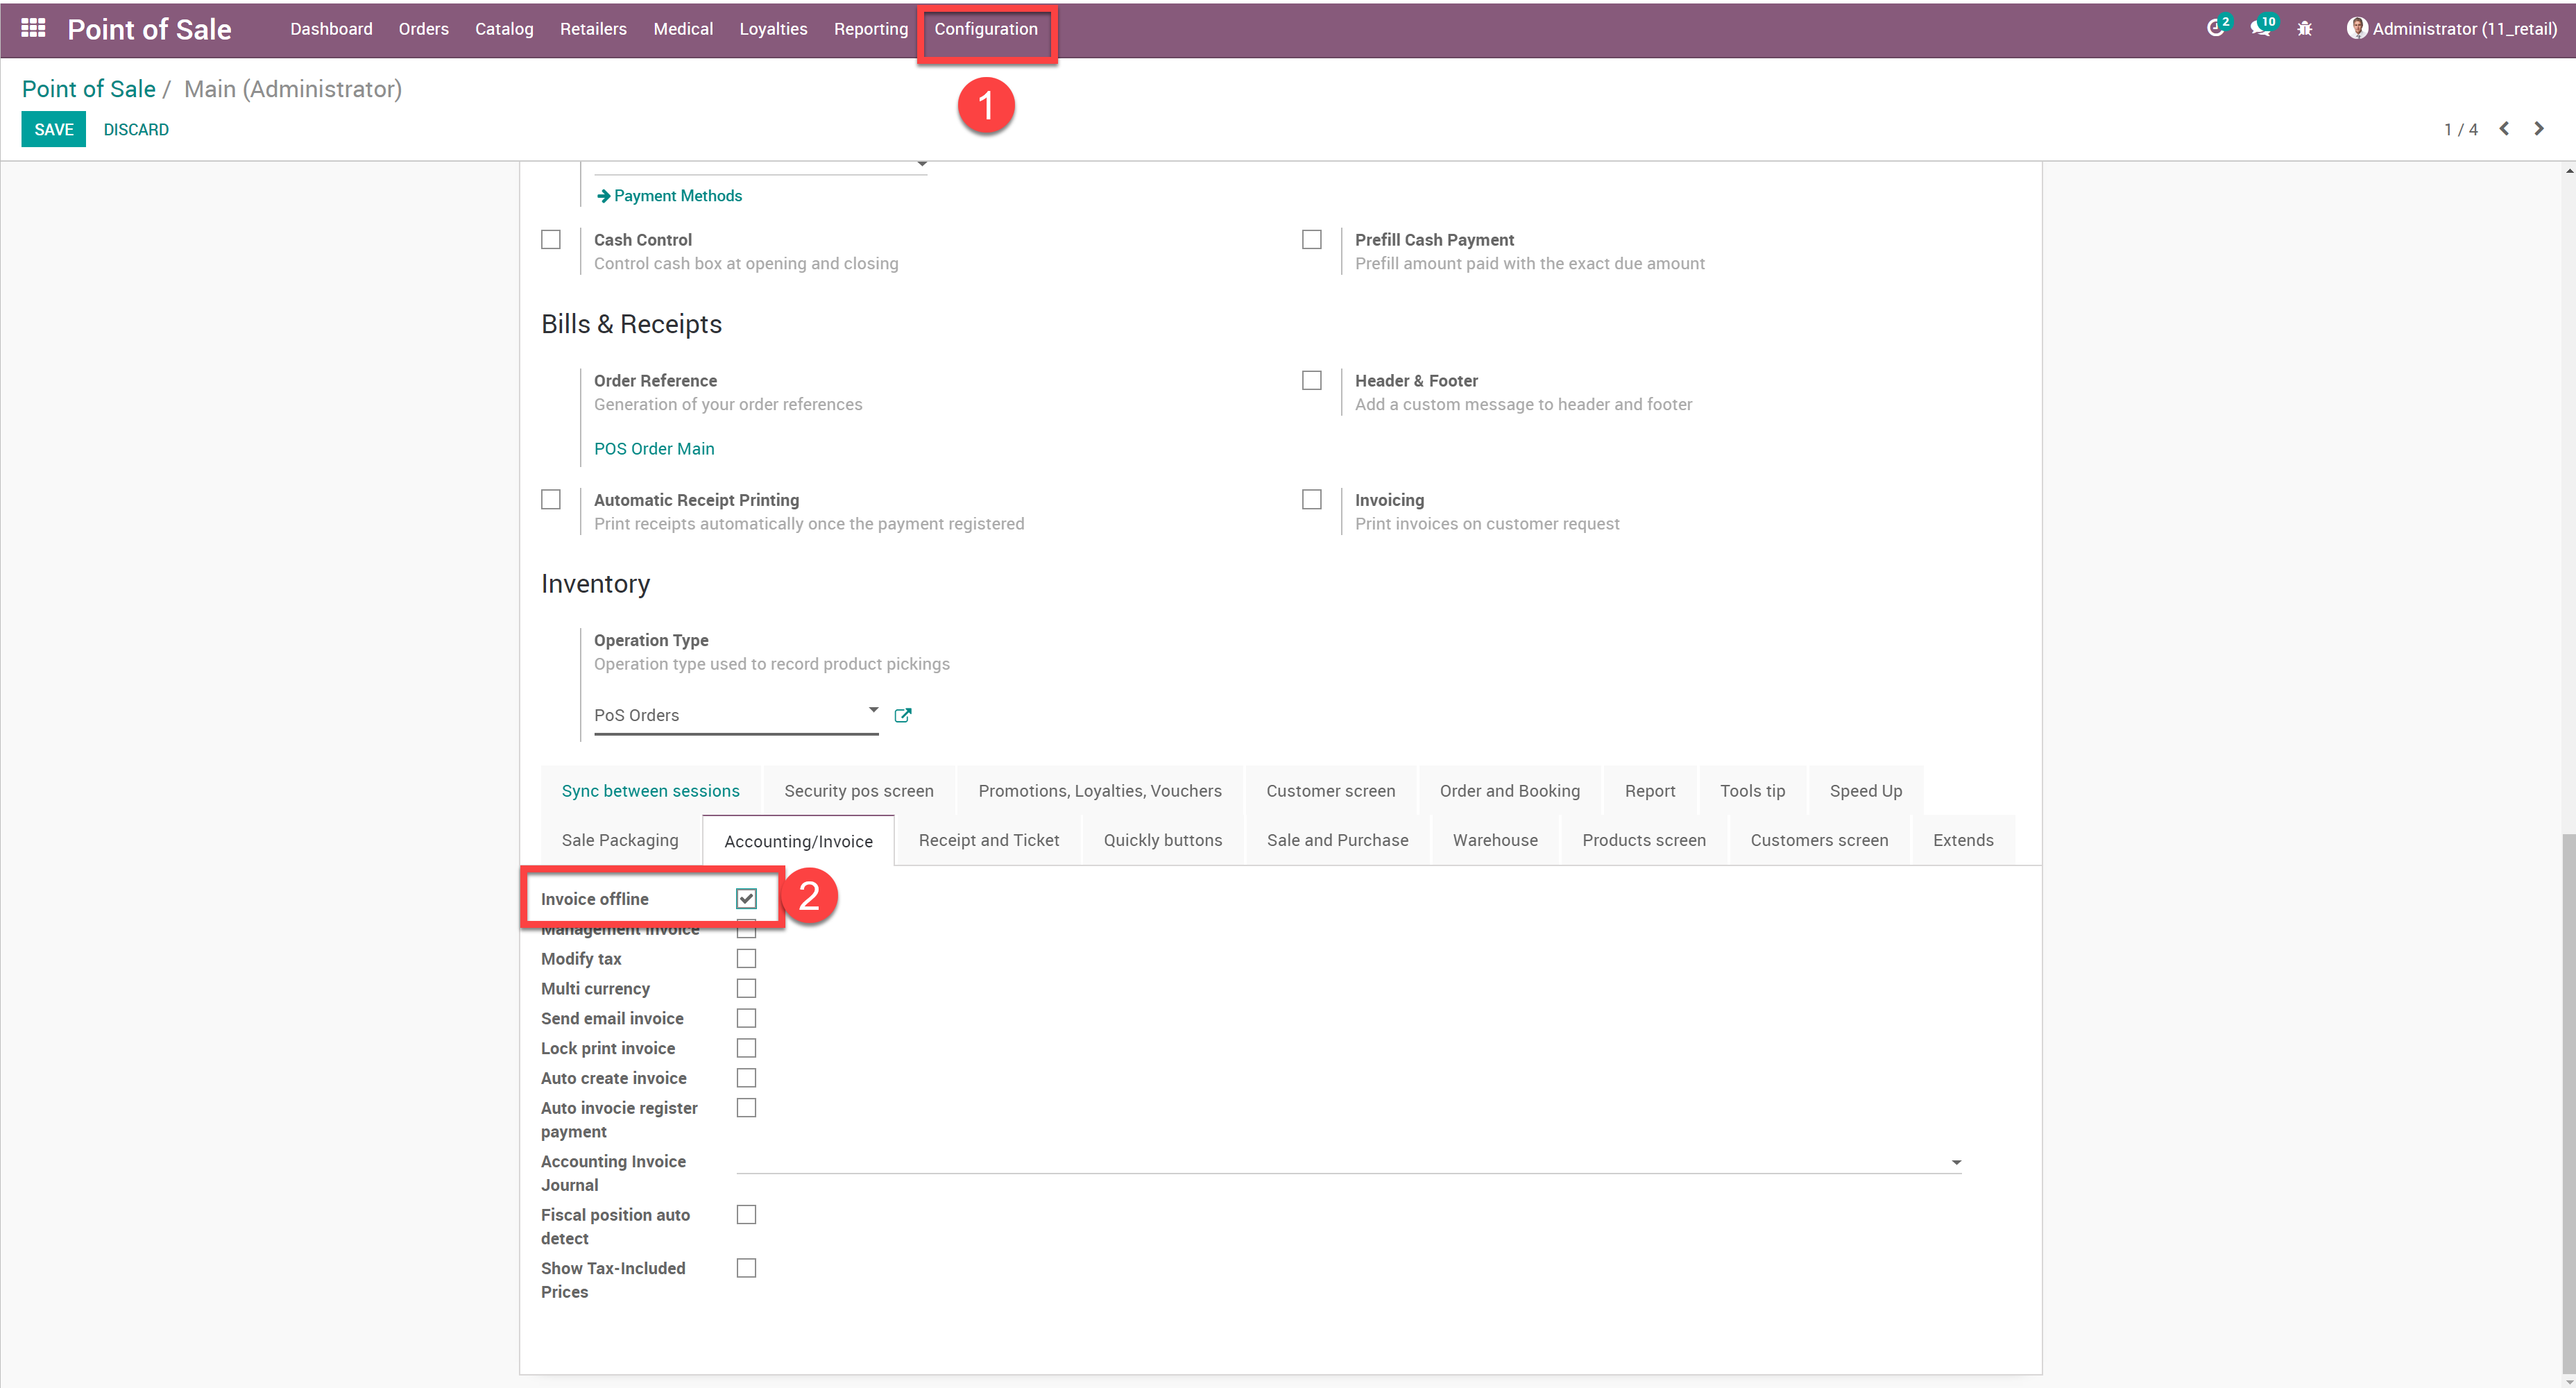 Point of Sale Dashboard Orders Catalog Retailers Medical Loyalties Reporting Configuration 2 10 Administrator (11_retail)
Point of Sale / Main (Administrator)
1
SAVE DISCARD 1 / 4
Payment Methods
Cash Control Prefill Cash Payment
Control cash box at opening and closing Prefill amount paid with the exact due amount
Bills & Receipts
Order Reference Header & Footer
Generation of your order references Add a custom message to header and footer
POS Order Main
Automatic Receipt Printing Invoicing
Print receipts automatically once the payment registered Print invoices on customer request
Inventory
Operation Type
Operation type used to record product pickings
PoS Orders
Sync between sessions Security pos screen Promotions, Loyalties, Vouchers Customer screen Order and Booking Report Tools tip Speed Up
Sale Packaging Accounting/Invoice Receipt and Ticket Quickly buttons Sale and Purchase Warehouse Products screen Customers screen Extends
Invoice offline 2
Management invoice
Modify tax
Multi currency
Send email invoice
Lock print invoice
Auto create invoice
Auto invocie register
payment
Accounting Invoice
Journal
Fiscal position auto
detect
Show Tax-Included
Prices